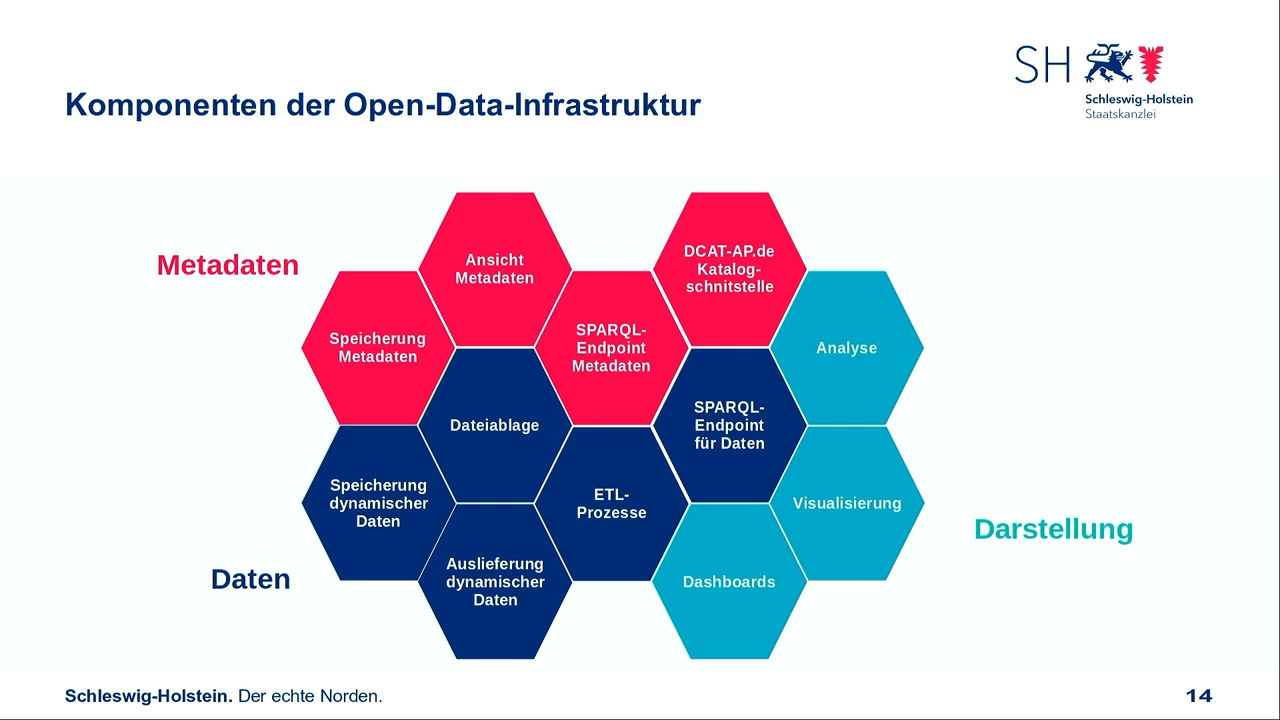 SH
Schleswig-Holstein
Staatskanzlei
Komponenten der Open-Data-Infrastruktur
Metadaten
Ansicht
Metadaten
DCAT-AP.de
Katalog-
schnitstelle
Speicherung
Metadaten
SPARQL-
Endpoint
Metadaten
Analyse
Dateiablage
SPARQL-
Endpoint
für Daten
Speicherung
dynamischer
Daten
ETL-
Prozesse
Visualisierung
Darstellung
Daten
Auslieferung
dynamischer
Daten
Dashboards
Schleswig-Holstein. Der echte Norden.
14